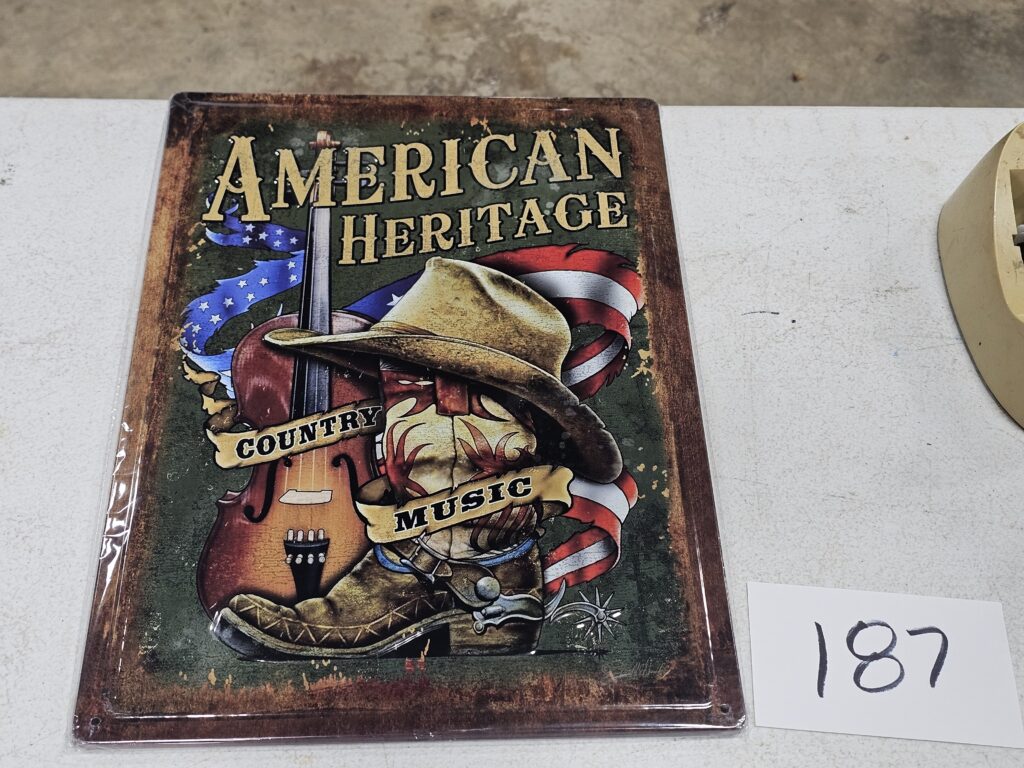 AMERICAN
HERITAGE
COUNTRY
MUSIC
187